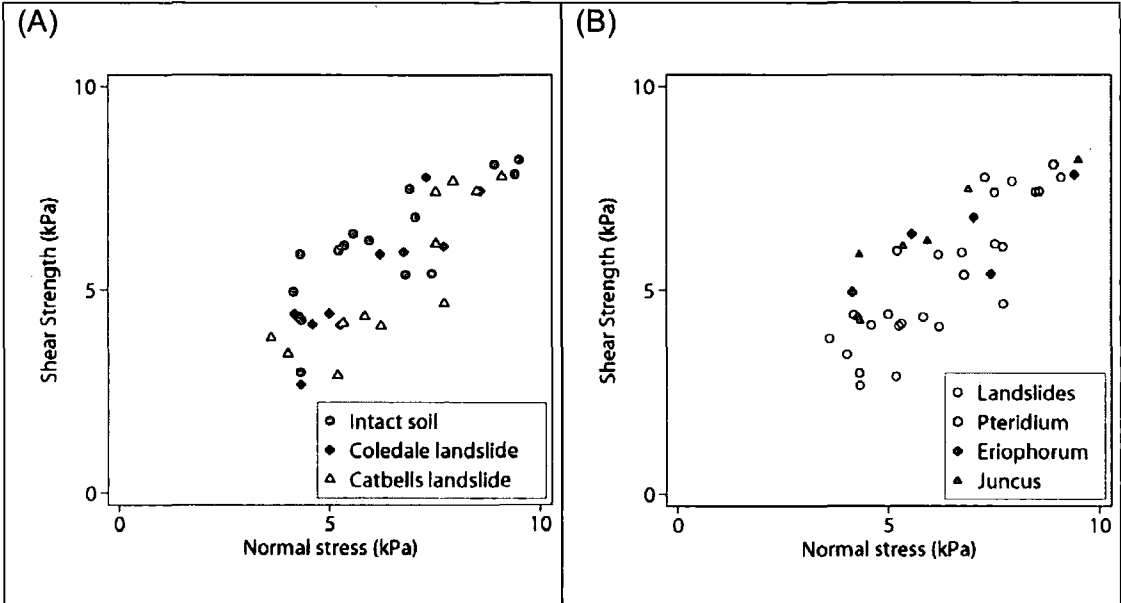 (A)
10
5
0
Shear Strength (kPa)
Intact soil
Coledale landslide
Catbells landslide
0
5
10
Normal stress (kPa)
(B)
10
5
0
Shear Strength (kPa)
Landslides
Pteridium
Eriophorum
Juncus
0
5
10
Normal stress (kPa)